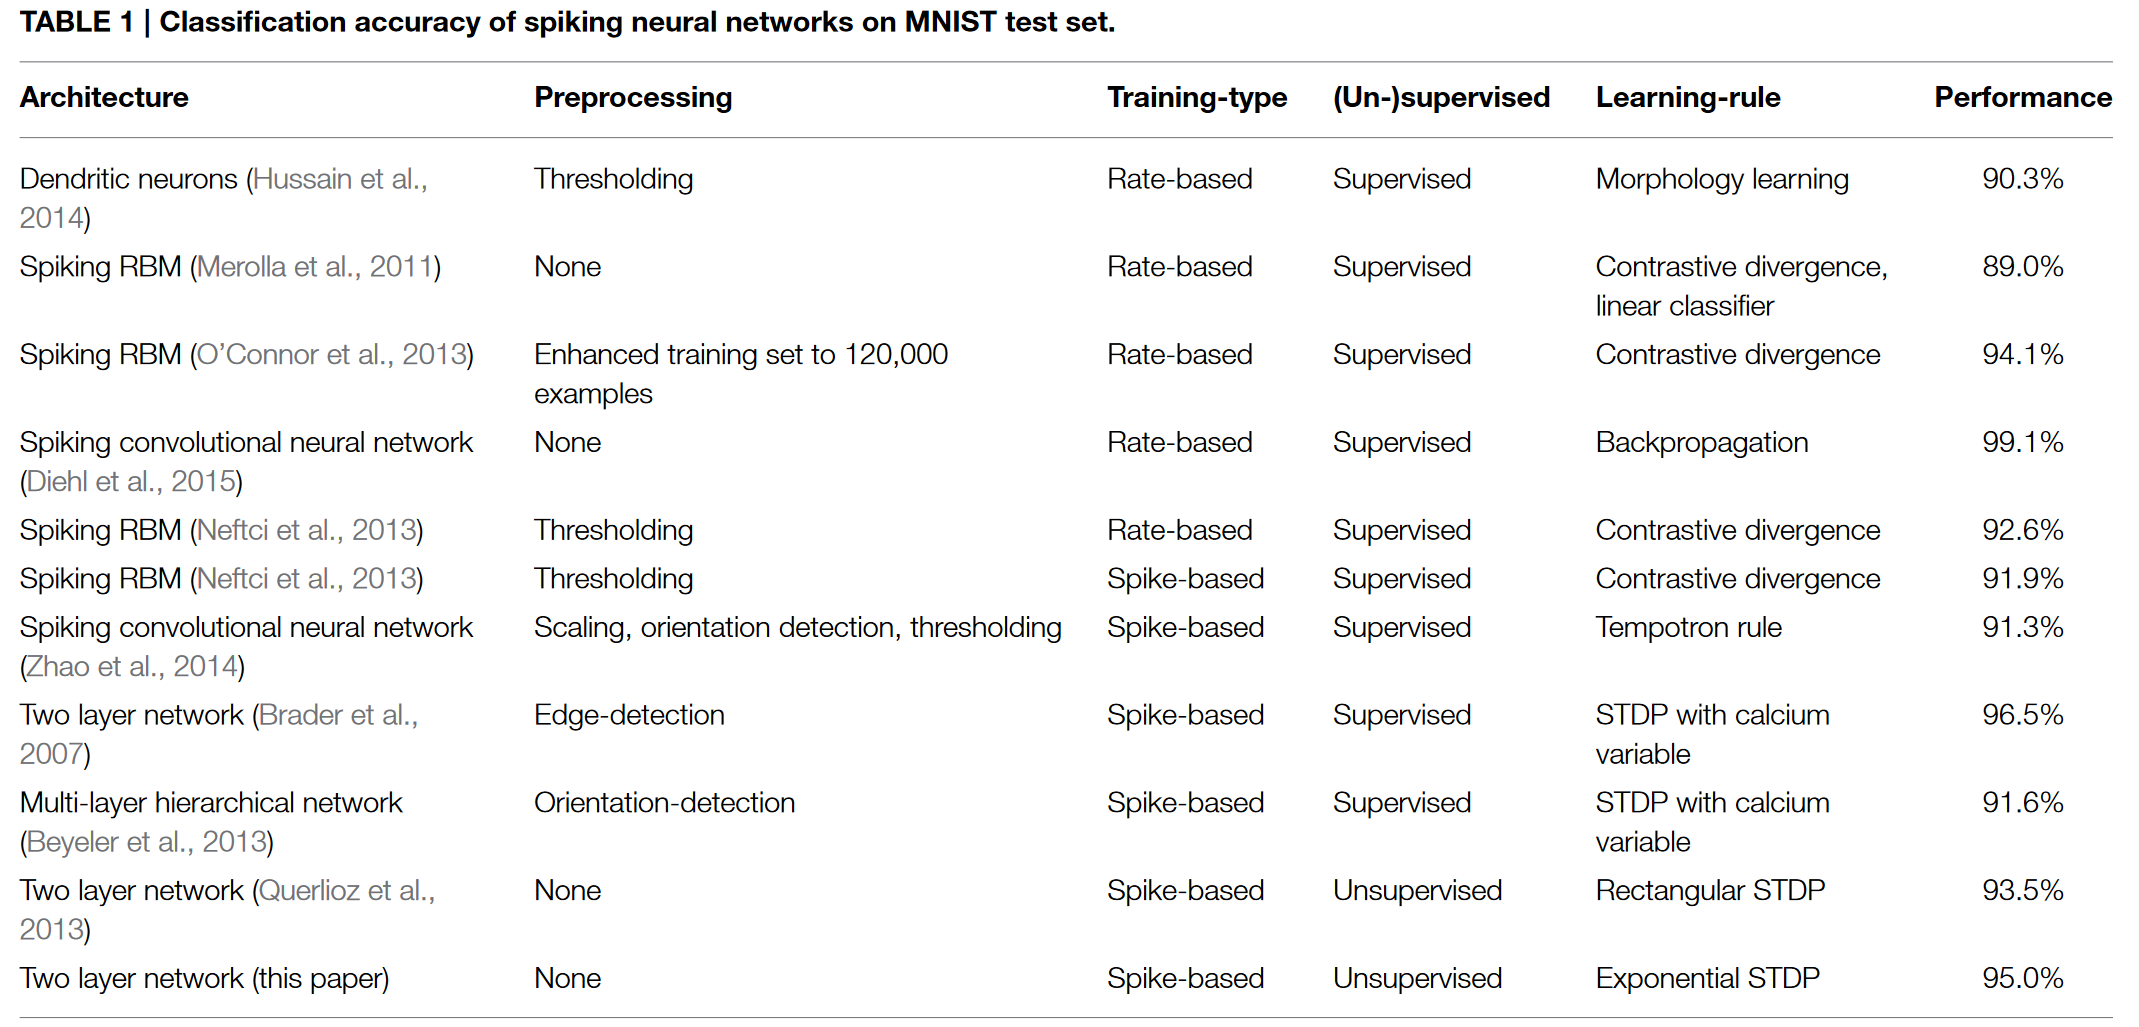 TABLE 1 | Classification accuracy of spiking neural networks on MNIST test set.
Architecture Preprocessing Training-type (Un-)supervised Learning-rule Performance
Dendritic neurons (Hussain et al., Thresholding Rate-based Supervised Morphology learning 90.3%
2014)
Spiking RBM (Merolla et al., 2011) None Rate-based Supervised Contrastive divergence, 89.0%
linear classifier
Spiking RBM (O’Connor et al., 2013) Enhanced training set to 120,000 Rate-based Supervised Contrastive divergence 94.1%
examples
Spiking convolutional neural network None Rate-based Supervised Backpropagation 99.1%
(Diehl et al., 2015)
Spiking RBM (Neftci et al., 2013) Thresholding Rate-based Supervised Contrastive divergence 92.6%
Spiking RBM (Neftci et al., 2013) Thresholding Spike-based Supervised Contrastive divergence 91.9%
Spiking convolutional neural network Scaling, orientation detection, thresholding Spike-based Supervised Tempotron rule 91.3%
(Zhao et al., 2014)
Two layer network (Brader et al., Edge-detection Spike-based Supervised STDP with calcium 96.5%
2007) variable
Multi-layer hierarchical network Orientation-detection Spike-based Supervised STDP with calcium 91.6%
(Beyeler et al., 2013) variable
Two layer network (Querlioz et al., None Spike-based Unsupervised Rectangular STDP 93.5%
2013)
Two layer network (this paper) None Spike-based Unsupervised Exponential STDP 95.0%